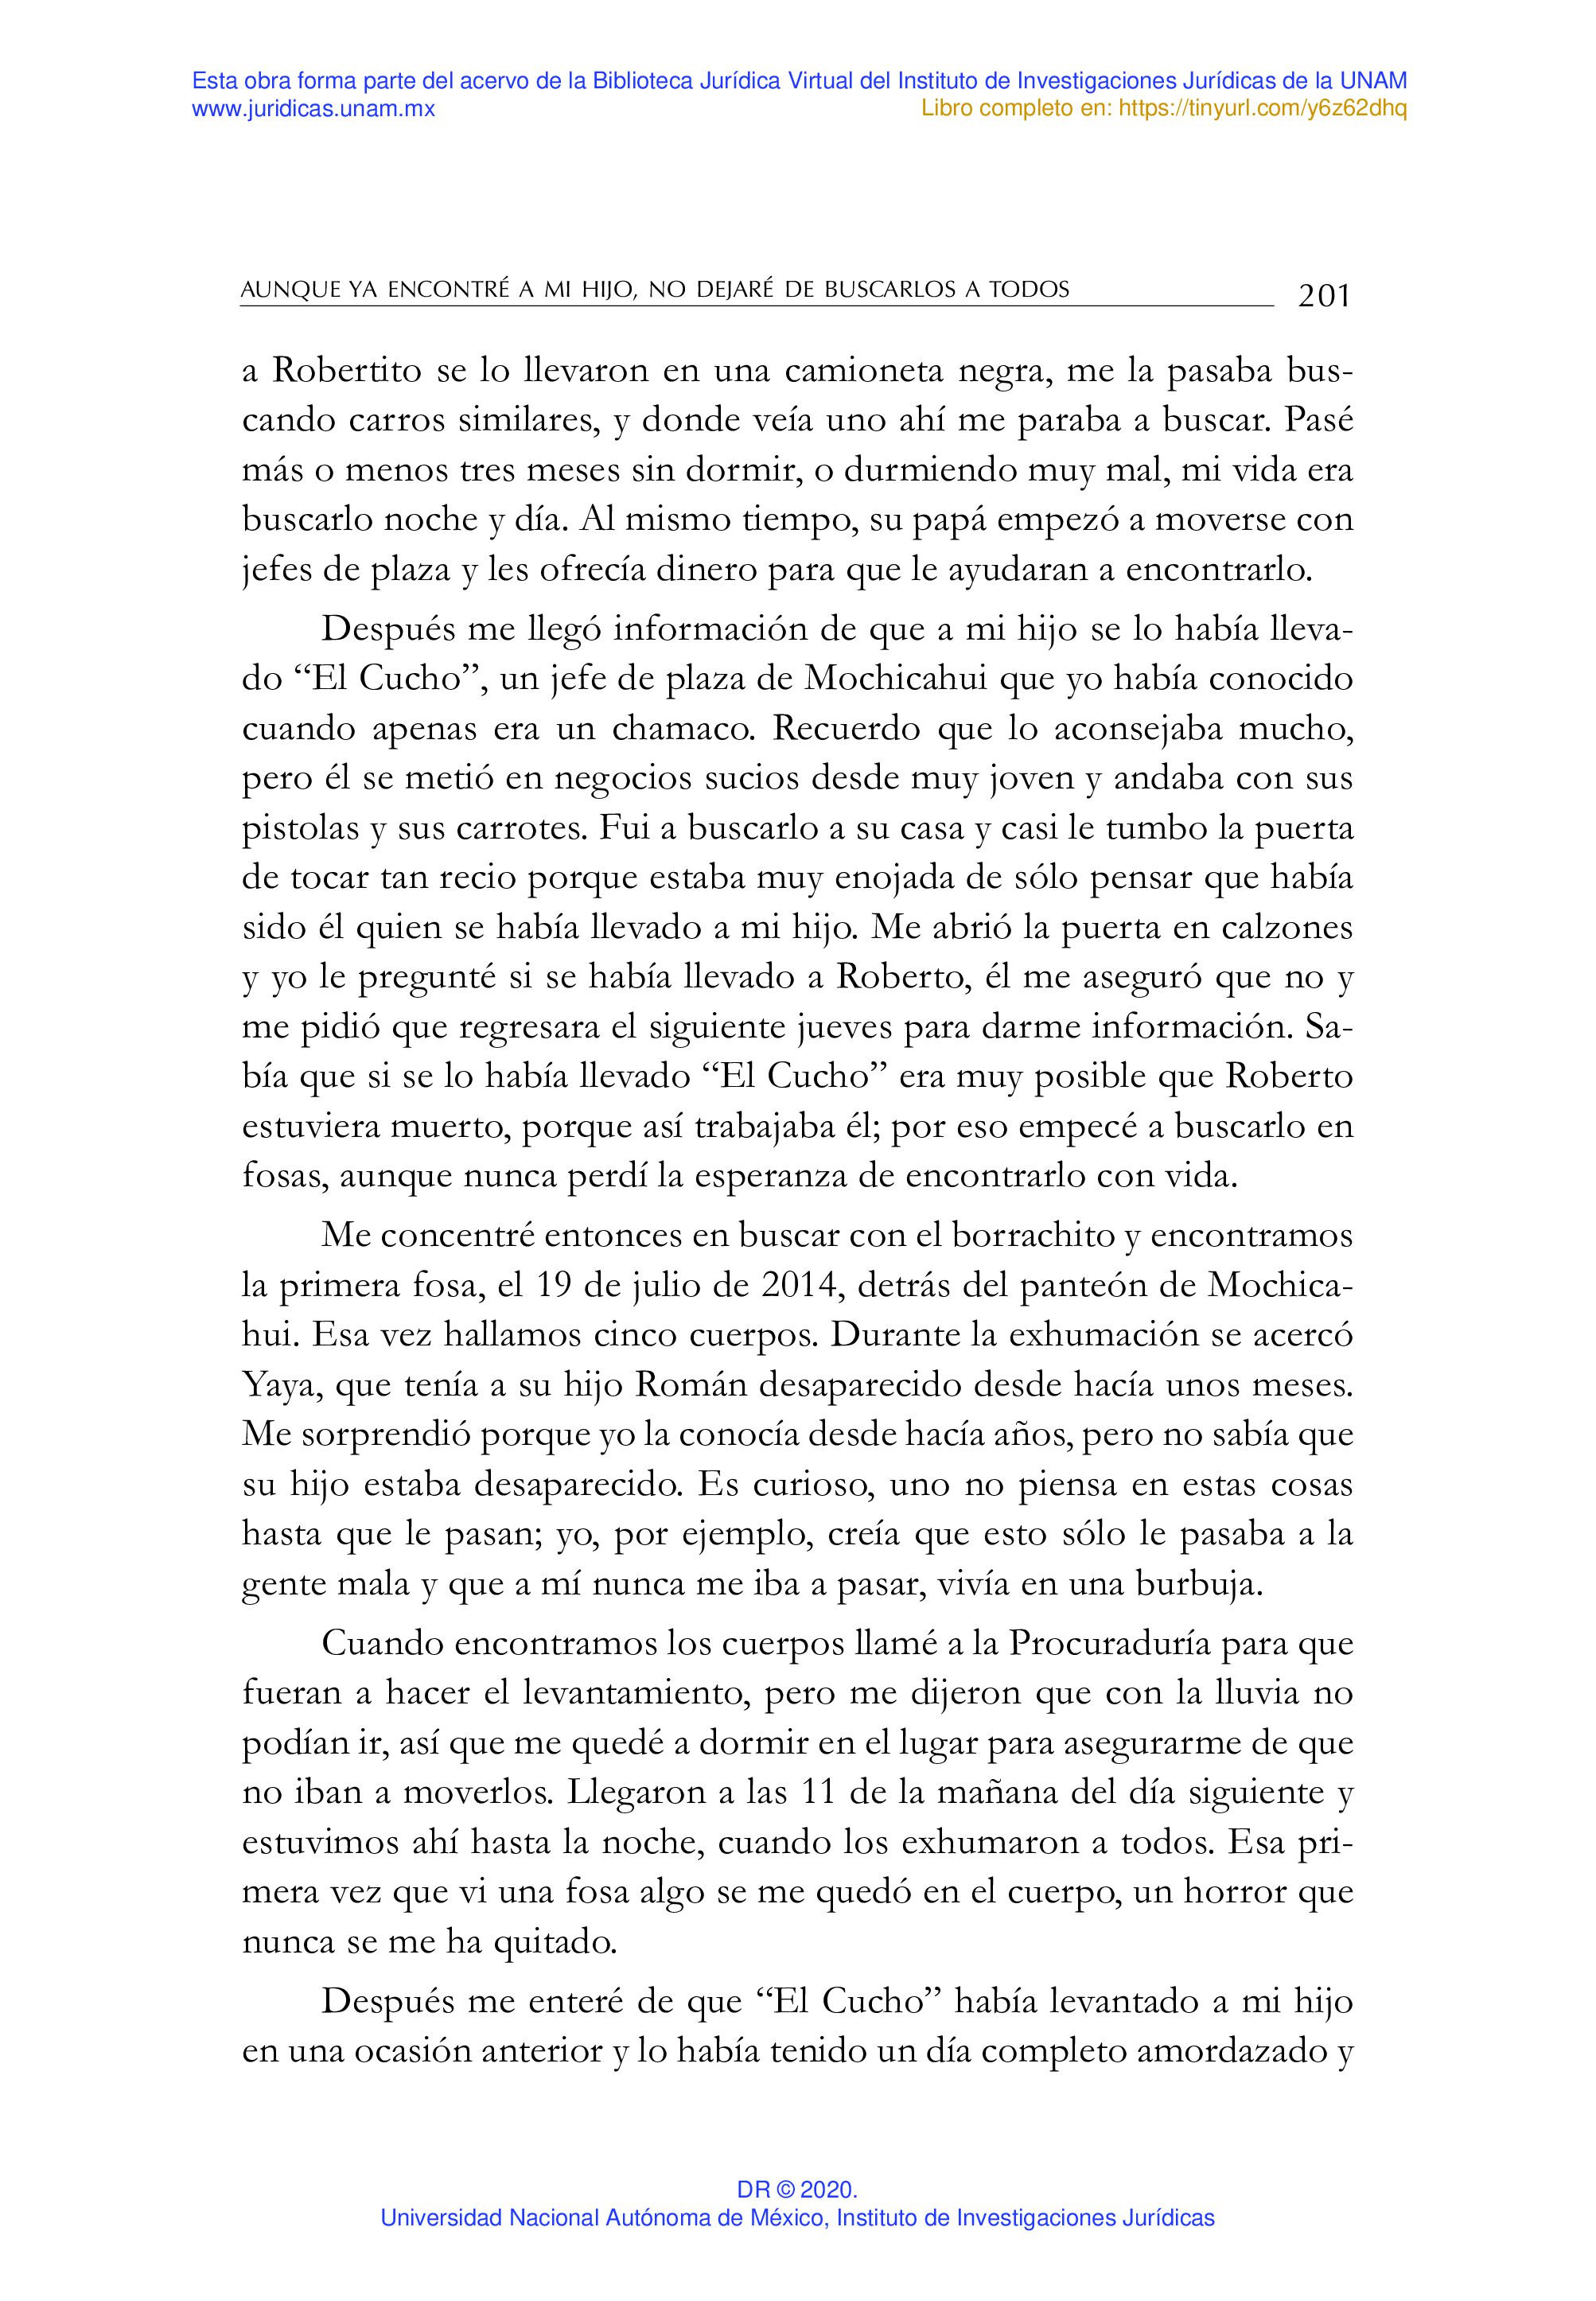 Esta obra forma parte del acervo de la Biblioteca Jurídica Virtual del Instituto de Investigaciones Jurídicas de la UNAM
www.juridicas.unam.mx
Libro completo en: https://tinyurl.com/y6z62dhq
AUNQUE YA ENCONTRÉ A MI HIJO, NO DEJARÉ DE BUSCARLOS A TODOS
201
a Robertito se lo llevaron en una camioneta negra, me la pasaba bus-
cando carros similares, y donde veía uno ahí me paraba a buscar. Pasé
más o menos tres meses sin dormir, o durmiendo muy mal, mi vida era
buscarlo noche y día. Al mismo tiempo, su papá empezó a moverse con
jefes de plaza y les ofrecía dinero para que le ayudaran a encontrarlo.
Después me llegó información de que a mi hijo se lo había lleva-
do “El Cucho”, un jefe de plaza de Mochicahui que yo había conocido
cuando apenas era un chamaco. Recuerdo que lo aconsejaba mucho,
pero él se metió en negocios sucios desde muy joven y andaba con sus
pistolas y sus carrotes. Fui a buscarlo a su casa y casi le tumbo la puerta
de tocar tan recio porque estaba muy enojada de sólo pensar que había
sido él quien se había llevado a mi hijo. Me abrió la puerta en calzones
y yo le pregunté si se había llevado a Roberto, él me aseguró que no y
me pidió que regresara el siguiente jueves para darme información. Sa-
bía que si se lo había llevado “El Cucho” era muy posible que Roberto
estuviera muerto, porque así trabajaba él; por eso empecé a buscarlo en
fosas, aunque nunca perdí la esperanza de encontrarlo con vida.
Me concentré entonces en buscar con el borrachito y encontramos
la primera fosa, el 19 de julio de 2014, detrás del panteón de Mochica-
hui. Esa vez hallamos cinco cuerpos. Durante la exhumación se acercó
Yaya, que tenía a su hijo Román desaparecido desde hacía unos meses.
Me sorprendió porque yo la conocía desde hacía años, pero no sabía que
su hijo estaba desaparecido. Es curioso, uno no piensa en estas cosas
hasta que le pasan; yo, por ejemplo, creía que esto sólo le pasaba a la
gente mala y que a mí nunca me iba a pasar, vivía en una burbuja.
Cuando encontramos los cuerpos llamé a la Procuraduría para que
fueran a hacer el levantamiento, pero me dijeron que con la lluvia no
podían ir, así que me quedé a dormir en el lugar para asegurarme de que
no iban a moverlos. Llegaron a las 11 de la mañana del día siguiente y
estuvimos ahí hasta la noche, cuando los exhumaron a todos. Esa pri-
mera vez que vi una fosa algo se me quedó en el cuerpo, un horror que
nunca se me ha quitado.
Después me enteré de que “El Cucho” había levantado a mi hijo
en una ocasión anterior y lo había tenido un día completo amordazado y
DR © 2020.
Universidad Nacional Autónoma de México, Instituto de Investigaciones Jurídicas